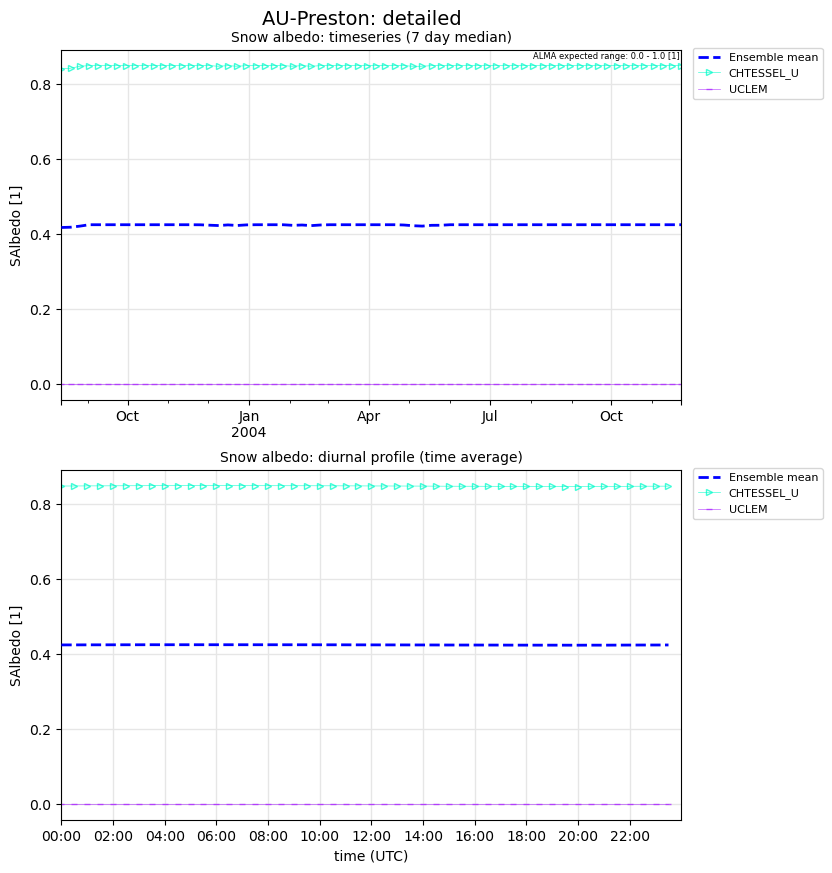 AU-Preston: detailed
Snow albedo: timeseries (7 day median)
ALMA expected range: 0.0 - 1.0 [1]
Ensemble mean
CHTESSEL_U
UCLEM
SAlbedo [1]
0.8
0.6
0.4
0.2
0.0
Oct
Jan
2004
Apr
Jul
Oct
Snow albedo: diurnal profile (time average)
Ensemble mean
CHTESSEL_U
UCLEM
SAlbedo [1]
0.8
0.6
0.4
0.2
0.0
00:00 02:00 04:00 06:00 08:00 10:00 12:00 14:00 16:00 18:00 20:00 22:00
time (UTC)